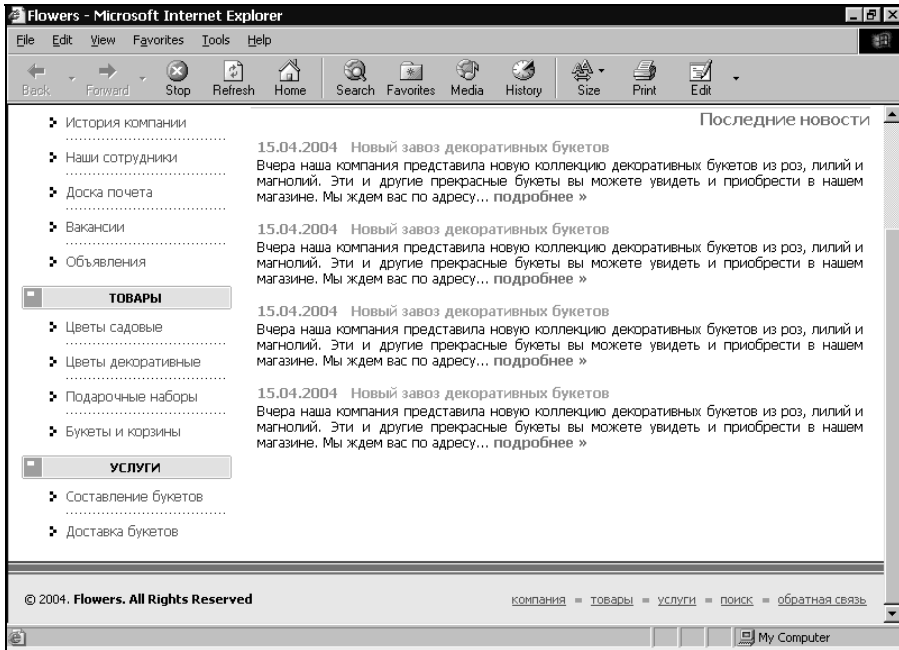 Flowers - Microsoft Internet Explorer
File Edit View Favorites Tools Help
Back Forward Stop Refresh Home Search Favorites Media History Size Print Edit
История компании
Наши сотрудники
Доска почета
Вакансии
Объявления
ТОВАРЫ
Цветы садовые
Цветы декоративные
Подарочные наборы
Букеты и корзины
УСЛУГИ
Составление букетов
Доставка букетов
Последние новости
15.04.2004 Новый завоз декоративных букетов
Вчера наша компания представила новую коллекцию декоративных букетов из роз, лилий и
магнолий. Эти и другие прекрасные букеты вы можете увидеть и приобрести в нашем
магазине. Мы ждем вас по адресу... подробнее »
15.04.2004 Новый завоз декоративных букетов
Вчера наша компания представила новую коллекцию декоративных букетов из роз, лилий и
магнолий. Эти и другие прекрасные букеты вы можете увидеть и приобрести в нашем
магазине. Мы ждем вас по адресу... подробнее »
15.04.2004 Новый завоз декоративных букетов
Вчера наша компания представила новую коллекцию декоративных букетов из роз, лилий и
магнолий. Эти и другие прекрасные букеты вы можете увидеть и приобрести в нашем
магазине. Мы ждем вас по адресу... подробнее »
15.04.2004 Новый завоз декоративных букетов
Вчера наша компания представила новую коллекцию декоративных букетов из роз, лилий и
магнолий. Эти и другие прекрасные букеты вы можете увидеть и приобрести в нашем
магазине. Мы ждем вас по адресу... подробнее »
© 2004. Flowers. All Rights Reserved
компания = товары = услуги = поиск = обратная связь
My Computer